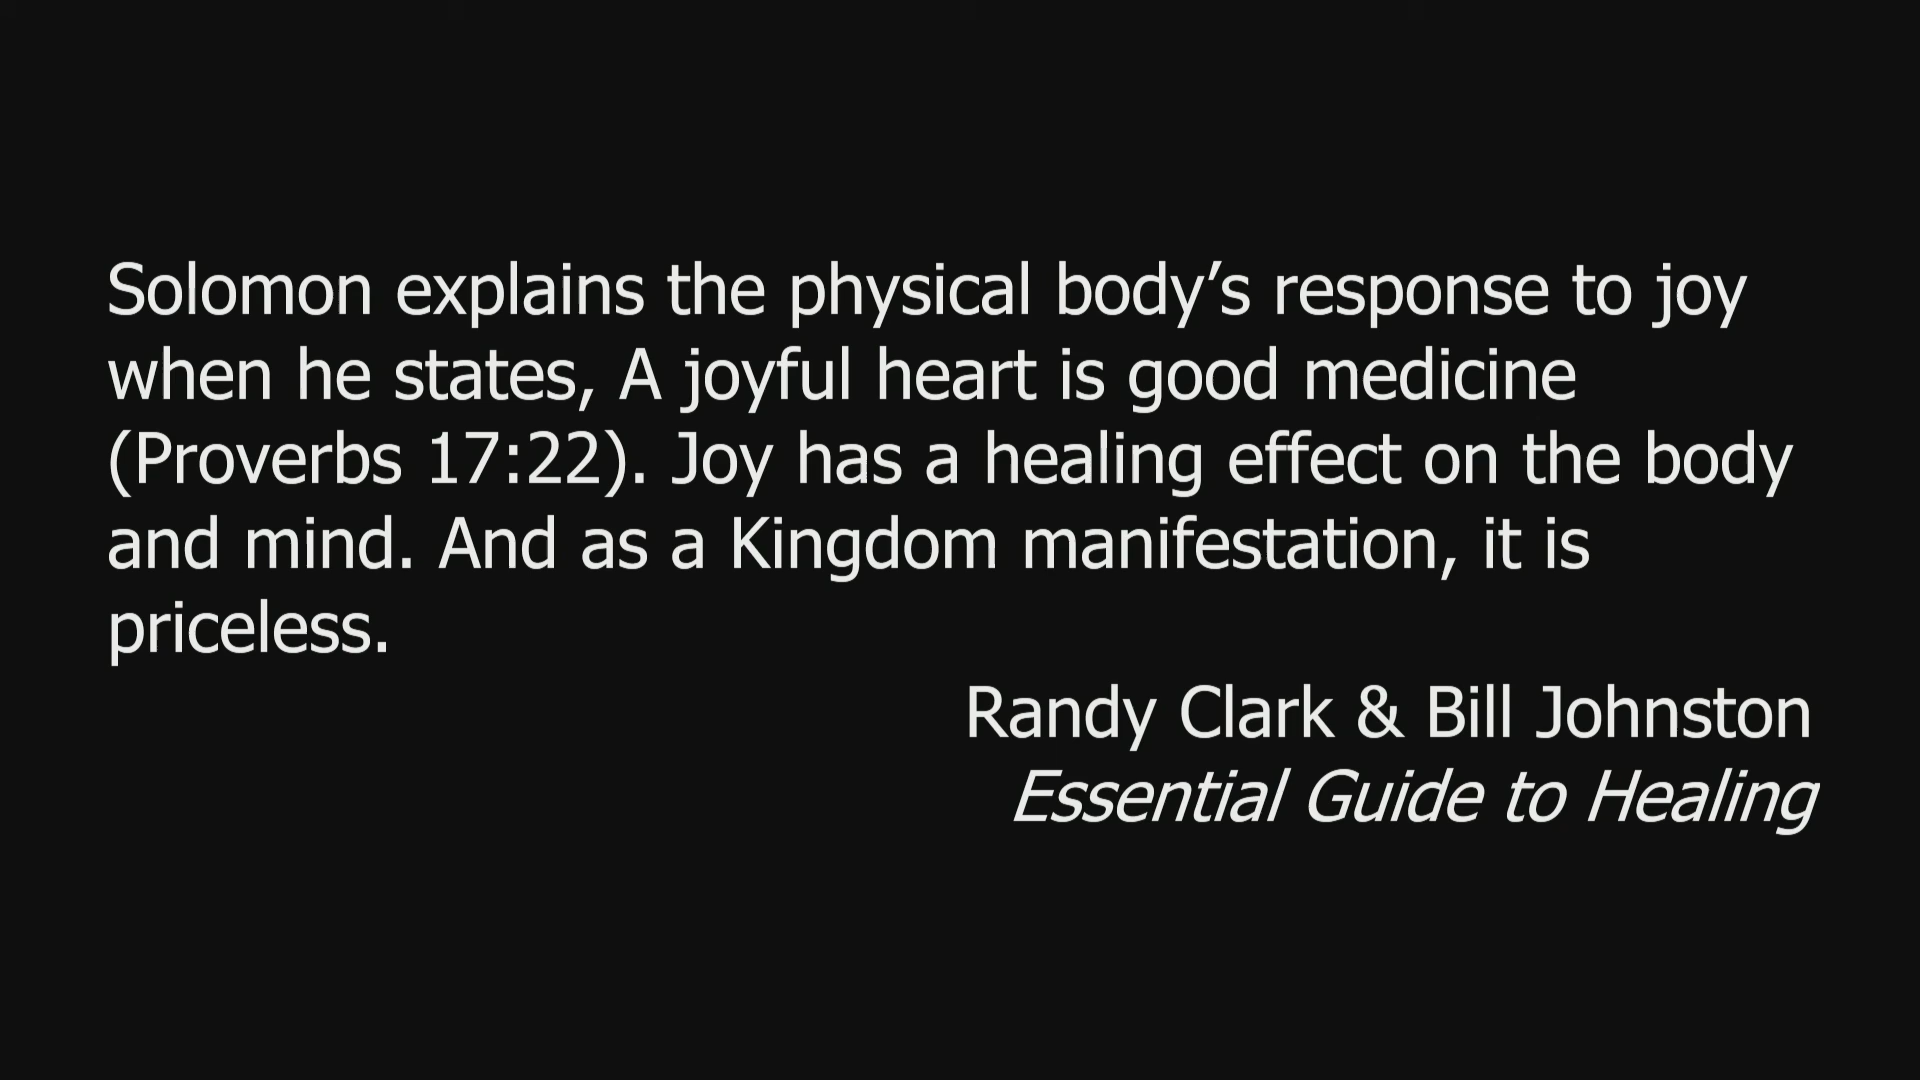 Solomon explains the physical body’s response to joy
when he states, A joyful heart is good medicine
(Proverbs 17:22). Joy has a healing effect on the body
and mind. And as a Kingdom manifestation, it is
priceless.
Randy Clark & Bill Johnston
Essential Guide to Healing